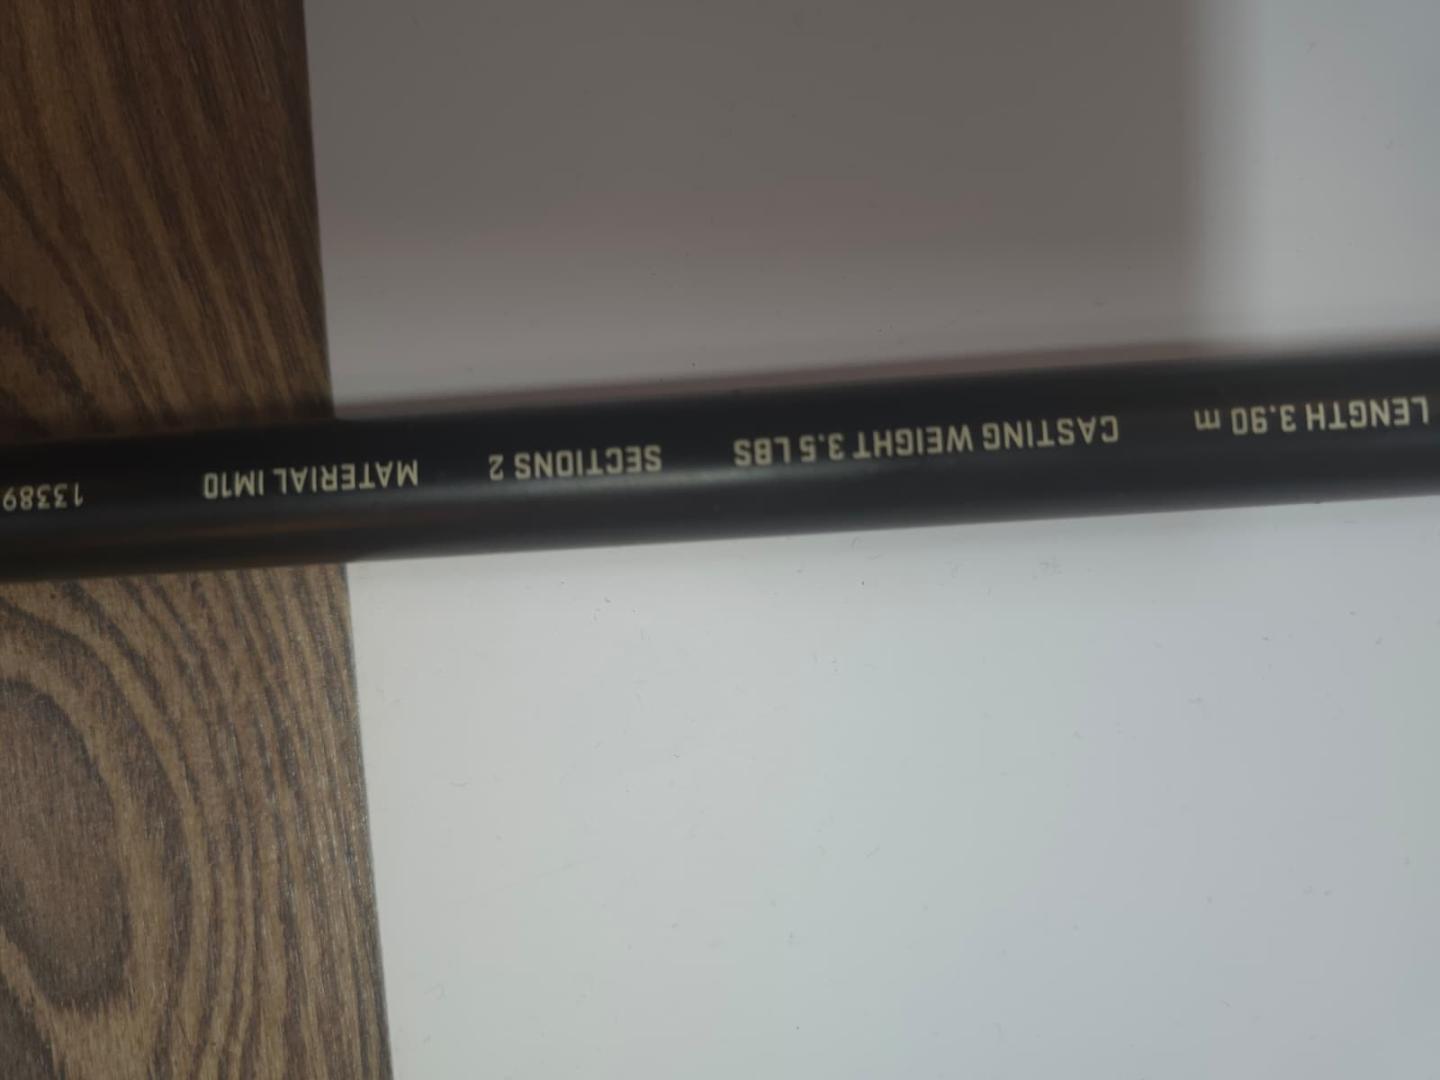 LENGTH 3.90 m CASTING WEIGHT 3.5 LBS SECTIONS 2 MATERIAL IM10 13389